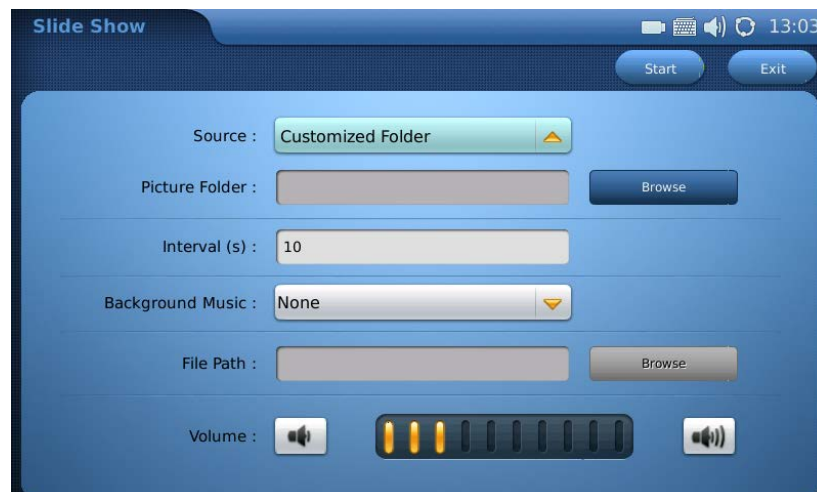 Slide Show
13:03
Start Exit
Source : Customized Folder
Picture Folder : Browse
Interval (s) : 10
Background Music : None
File Path : Browse
Volume :